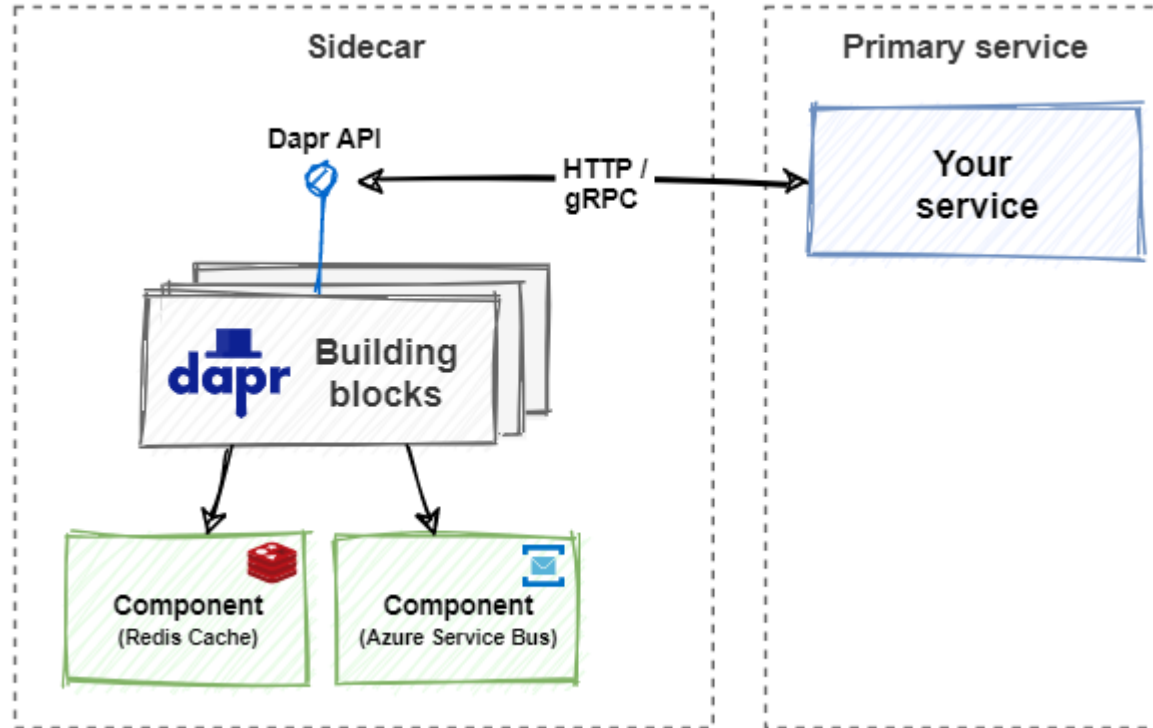 Sidecar
Primary service
Dapr API
HTTP /
gRPC
Your
service
dapr
Building
blocks
Component
(Redis Cache)
Component
(Azure Service Bus)